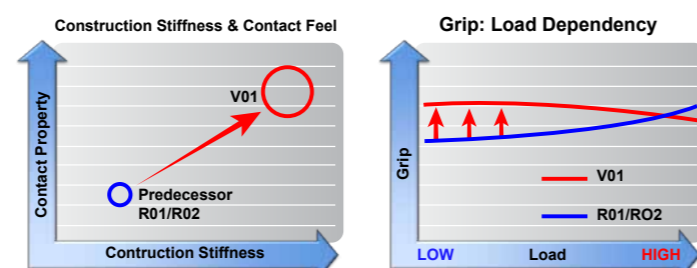 Construction Stiffness & Contact Feel
Contact Property
V01
Predecessor
R01/R02
Contruction Stiffness
Grip: Load Dependency
Grip
V01
R01/RO2
LOW
Load
HIGH